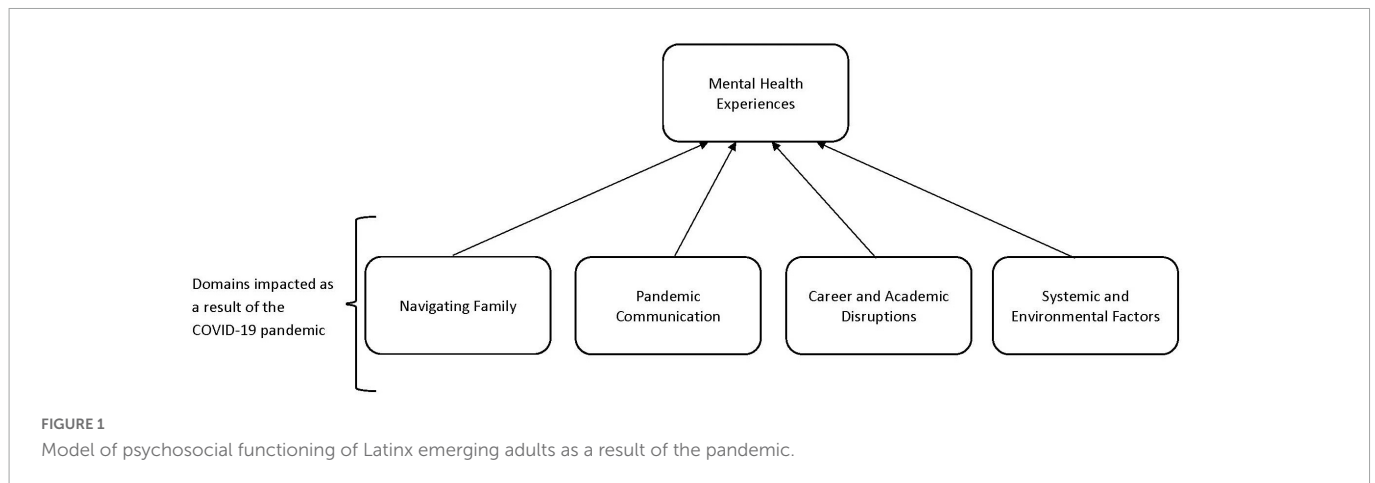 Mental Health
Experiences
Domains impacted as
a result of the
COVID-19 pandemic
Navigating Family
Pandemic
Communication
Career and Academic
Disruptions
Systemic and
Environmental Factors
FIGURE 1
Model of psychosocial functioning of Latinx emerging adults as a result of the pandemic.